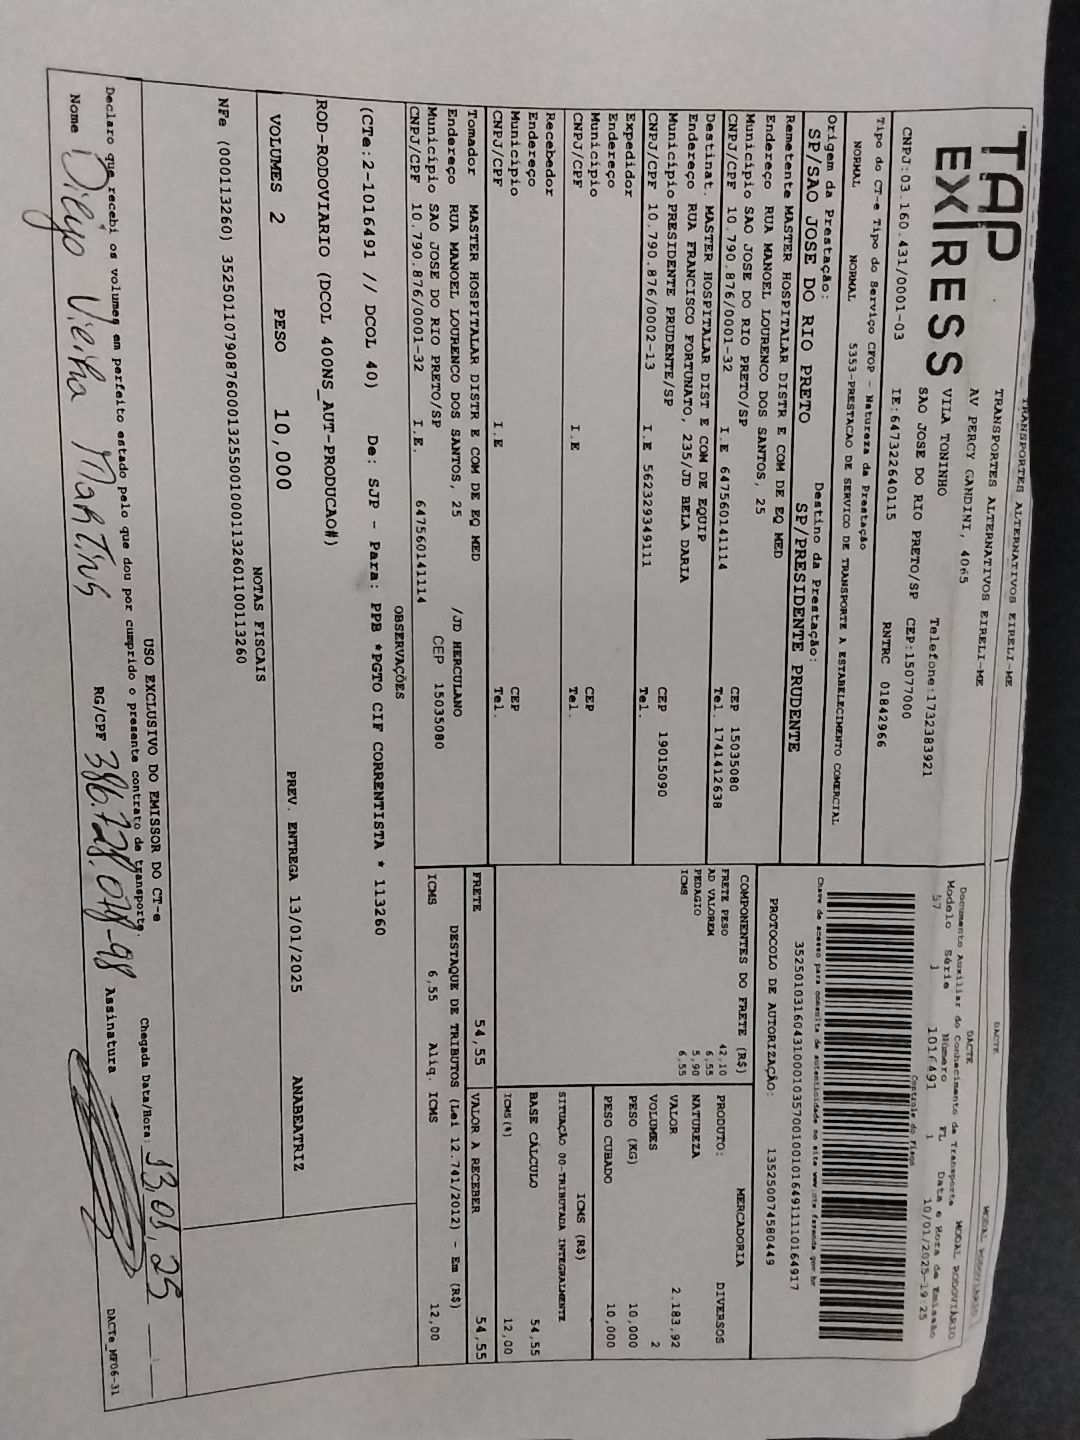 TRANSPORTES ALTERNATIVOS EIRELI-ME
DACTE
MODAL RODOVIÁRIO
TAP
EXPRESS
TRANSPORTES ALTERNATIVOS EIRELI-ME
AV PERCY GANDINI, 4065
VILA TONINHO Telefone:1732383921
SAO JOSE DO RIO PRETO/SP CEP:15077000
CNPJ:03.160.431/0001-03 IE:647322640115 RNTRC 01842966
DACTE MODAL RODOVIÁRIO
Documento Auxiliar do Conhecimento de Transporte
Modelo Série Número FL Data e Hora de Emissão
57 1 1016491 1 10/01/2025-19:25
Controle do Fisco
Tipo do CT-e Tipo do Serviço CFOP - Natureza da Prestação
NORMAL NORMAL 5353-PRESTACAO DE SERVICO DE TRANSPORTE A ESTABELECIMENTO COMERCIAL
Chave de acesso para consulta de autenticidade no site www.cte.fazenda.gov.br
35250103160431000103570010010164911110164917
PROTOCOLO DE AUTORIZAÇÃO: 135250074580449
Origem da Prestação: Destino da Prestação:
SP/SAO JOSE DO RIO PRETO SP/PRESIDENTE PRUDENTE
Remetente MASTER HOSPITALAR DISTR E COM DE EQ MED
Endereço RUA MANOEL LOURENCO DOS SANTOS, 25
Município SAO JOSE DO RIO PRETO/SP CEP 15035080
CNPJ/CPF 10.790.876/0001-32 I.E 647560141114 Tel. 1741412638
Destinat. MASTER HOSPITALAR DIST E COM DE EQUIP
Endereço RUA FRANCISCO FORTUNATO, 235/JD BELA DARIA
Município PRESIDENTE PRUDENTE/SP CEP 19015090
CNPJ/CPF 10.790.876/0002-13 I.E 562329349111 Tel.
Expedidor
Endereço
Município CEP
CNPJ/CPF I.E Tel.
Recebedor
Endereço
Município CEP
CNPJ/CPF I.E Tel.
Tomador MASTER HOSPITALAR DISTR E COM DE EQ MED
Endereço RUA MANOEL LOURENCO DOS SANTOS, 25 /JD HERCULANO
Município SAO JOSE DO RIO PRETO/SP CEP 15035080
CNPJ/CPF 10.790.876/0001-32 I.E. 647560141114
COMPONENTES DO FRETE (R$)
FRETE PESO 42,10
AD VALOREM 6,55
PEDAGIO 5,90
ICMS 6,55
MERCADORIA
PRODUTO: DIVERSOS
NATUREZA
VALOR 2.183,92
VOLUMES 2
PESO (KG) 10,000
PESO CUBADO 10,000
ICMS (R$)
SITUAÇÃO 00-TRIBUTADA INTEGRALMENTE
BASE CÁLCULO 54,55
ICMS(%) 12,00
FRETE 54,55 VALOR A RECEBER 54,55
DESTAQUE DE TRIBUTOS (Lei 12.741/2012) - Em (R$)
ICMS 6,55 Aliq. ICMS 12,00
OBSERVAÇÕES
(CTe:2-1016491 // DCOL 40) De: SJP - Para: PPB *PGTO CIF CORRENTISTA * 113260
ROD-RODOVIARIO (DCOL 400NS_AUT-PRODUCAO#)
VOLUMES 2 PESO 10,000 PREV. ENTREGA 13/01/2025 ANABEATRIZ
NOTAS FISCAIS
NFe (000113260) 35250110790876000132550010001132601100113260
USO EXCLUSIVO DO EMISSOR DO CT-e
Declaro que recebi os volumes em perfeito estado pelo que dou por cumprido o presente contrato de transporte.
Chegada Data/Hora: 13,01,25 :
Nome Diego Vieira Martins RG/CPF 386.728.078-98 Assinatura
DACTe_MF06-31